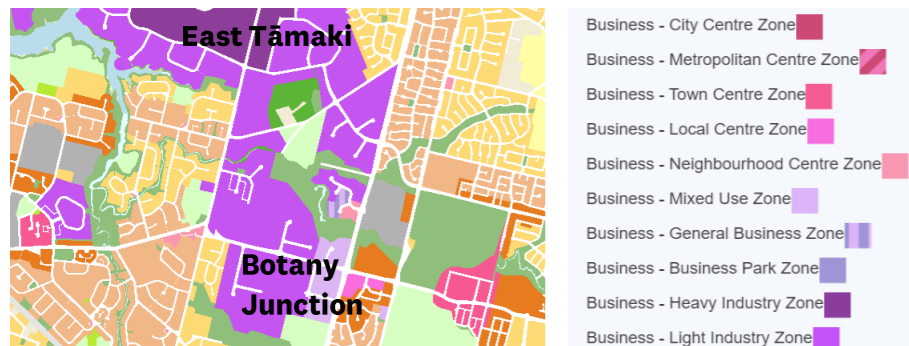 East Tāmaki
Botany
Junction
Business - City Centre Zone
Business - Metropolitan Centre Zone
Business - Town Centre Zone
Business - Local Centre Zone
Business - Neighbourhood Centre Zone
Business - Mixed Use Zone
Business - General Business Zone
Business - Business Park Zone
Business - Heavy Industry Zone
Business - Light Industry Zone